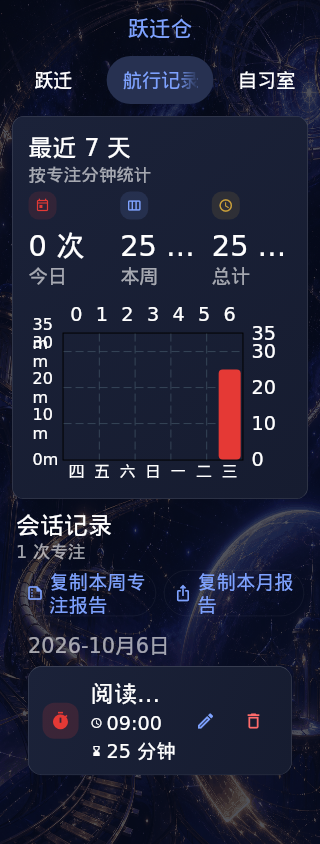 跃迁仓
跃迁 航行记录 自习室
最近 7 天
按专注分钟统计
0 次 25 ... 25 ...
今日 本周 总计
0 1 2 3 4 5 6
35 35
30 30
m
20 20
m
10 10
m
0m 0
四 五 六 日 一 二 三
会话记录
1 次专注
复制本周专
注报告
复制本月报
告
2026-10月6日
阅读...
09:00
25 分钟